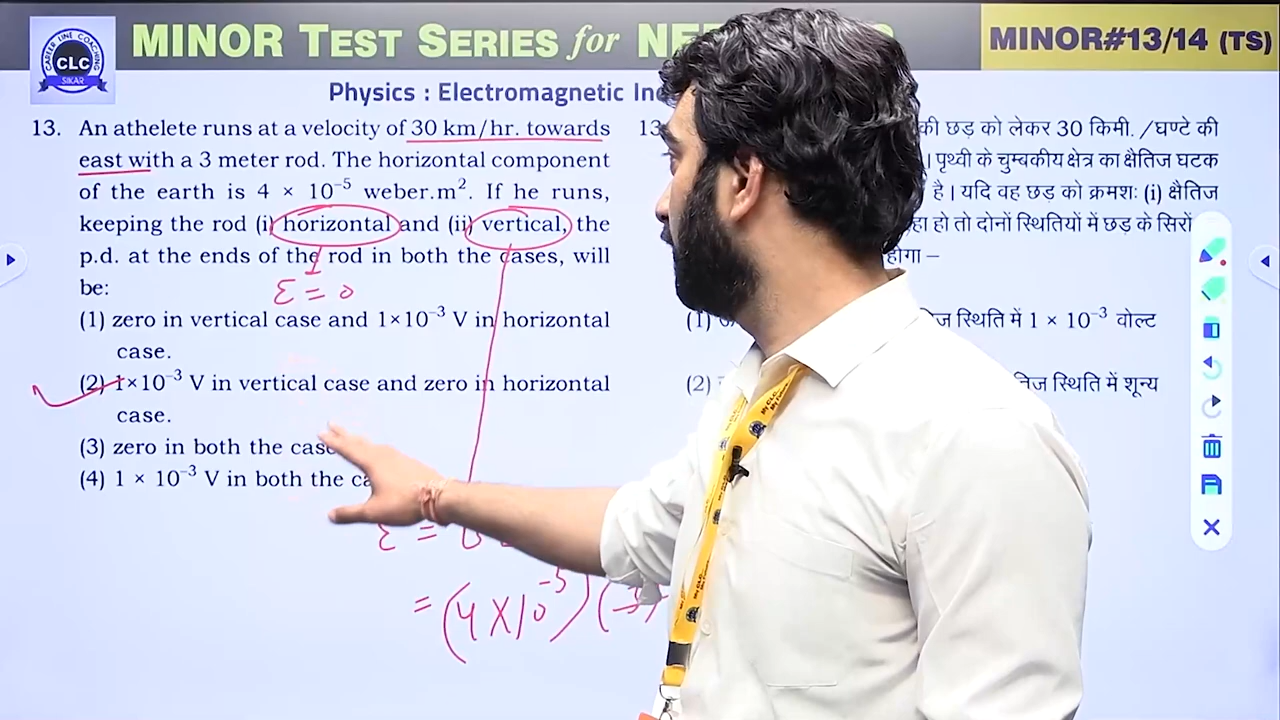 CAREER LINE COACHING
CLC
SIKAR
MINOR TEST SERIES for
MINOR#13/14 (TS)
Physics : Electromagnetic
13. An athelete runs at a velocity of 30 km/hr. towards
east with a 3 meter rod. The horizontal component
of the earth is 4 × 10⁻⁵ weber.m². If he runs,
keeping the rod (i) horizontal and (ii) vertical, the
p.d. at the ends of the rod in both the cases, will
be:
ε = 0
(1) zero in vertical case and 1×10⁻³ V in horizontal
case.
(2) 1×10⁻³ V in vertical case and zero in horizontal
case.
(3) zero in both the
(4) 1 × 10⁻³ V in both the
ε =
= (4×10⁻⁵) (3)
13
की छड़ को लेकर 30 किमी. /घण्टे की
। पृथ्वी के चुम्बकीय क्षेत्र का क्षैतिज घटक
है। यदि वह छड़ को क्रमशः (i) क्षैतिज
हो तो दोनों स्थितियों में छड़ के सिरों
होगा –
(1)
स्थिति में 1 × 10⁻³ वोल्ट
(2)
स्थिति में शून्य